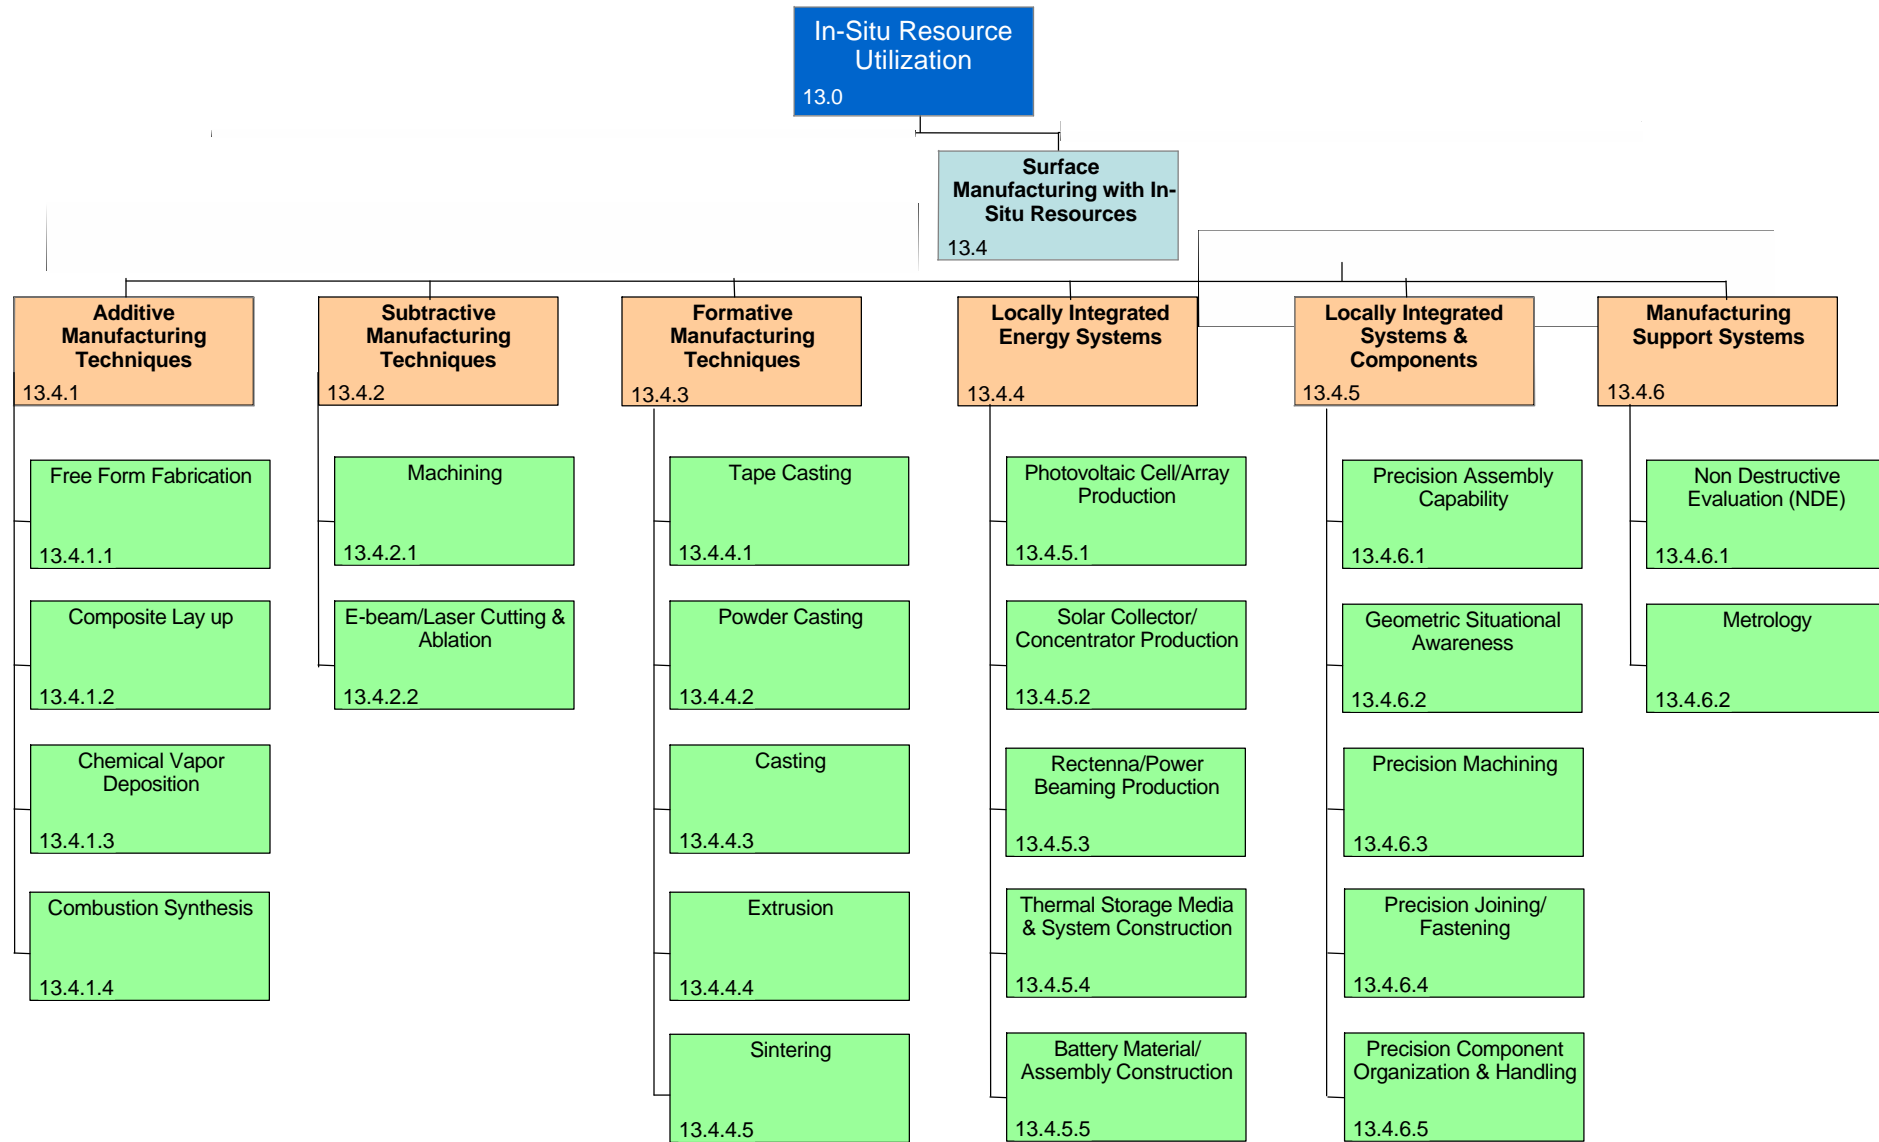 In-Situ Resource
Utilization
13.0
Surface
Manufacturing with In-
Situ Resources
13.4
Additive
Manufacturing
Techniques
13.4.1
Subtractive
Manufacturing
Techniques
13.4.2
Formative
Manufacturing
Techniques
13.4.3
Locally Integrated
Energy Systems
13.4.4
Locally Integrated
Systems &
Components
13.4.5
Manufacturing
Support Systems
13.4.6
Free Form Fabrication
13.4.1.1
Composite Lay up
13.4.1.2
Chemical Vapor
Deposition
13.4.1.3
Combustion Synthesis
13.4.1.4
Machining
13.4.2.1
E-beam/Laser Cutting &
Ablation
13.4.2.2
Tape Casting
13.4.4.1
Powder Casting
13.4.4.2
Casting
13.4.4.3
Extrusion
13.4.4.4
Sintering
13.4.4.5
Photovoltaic Cell/Array
Production
13.4.5.1
Solar Collector/
Concentrator Production
13.4.5.2
Rectenna/Power
Beaming Production
13.4.5.3
Thermal Storage Media
& System Construction
13.4.5.4
Battery Material/
Assembly Construction
13.4.5.5
Precision Assembly
Capability
13.4.6.1
Geometric Situational
Awareness
13.4.6.2
Precision Machining
13.4.6.3
Precision Joining/
Fastening
13.4.6.4
Precision Component
Organization & Handling
13.4.6.5
Non Destructive
Evaluation (NDE)
13.4.6.1
Metrology
13.4.6.2